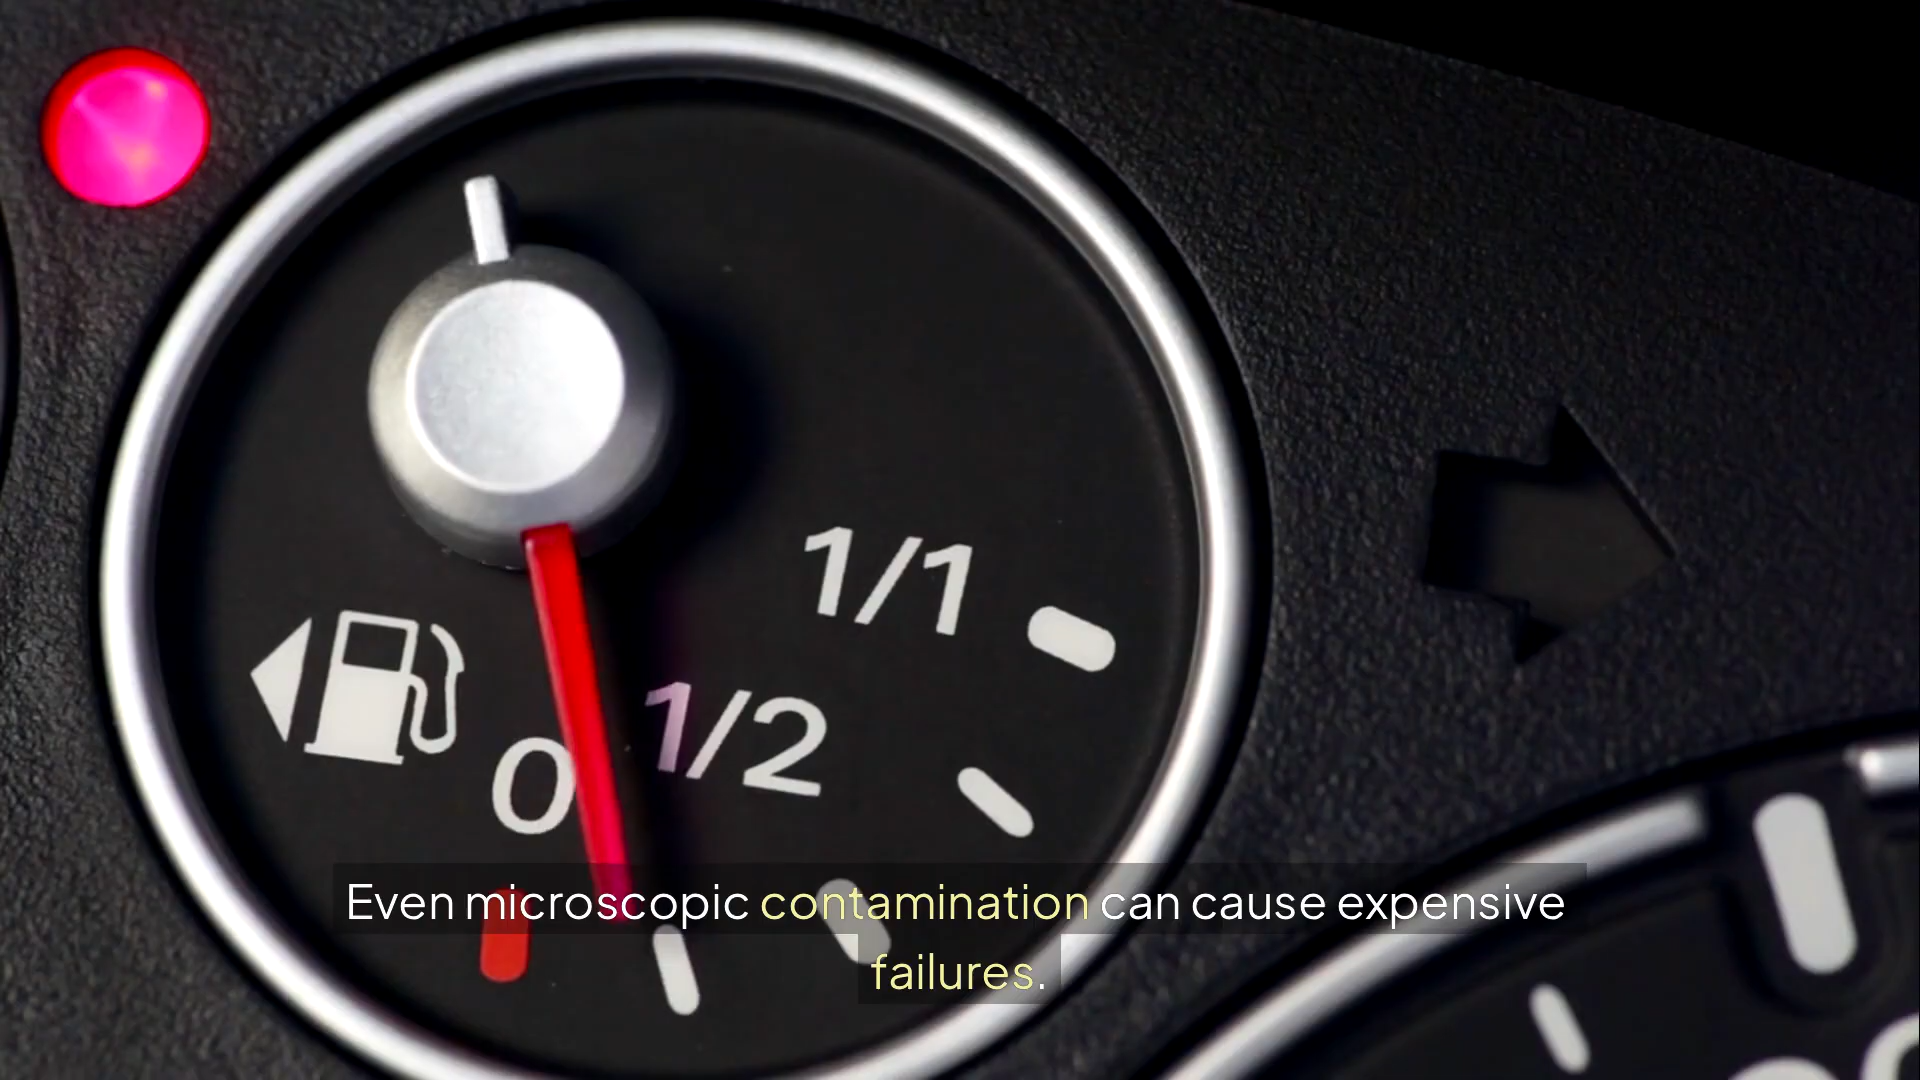 1/1
1/2
0
Even microscopic contamination can cause expensive
failures.